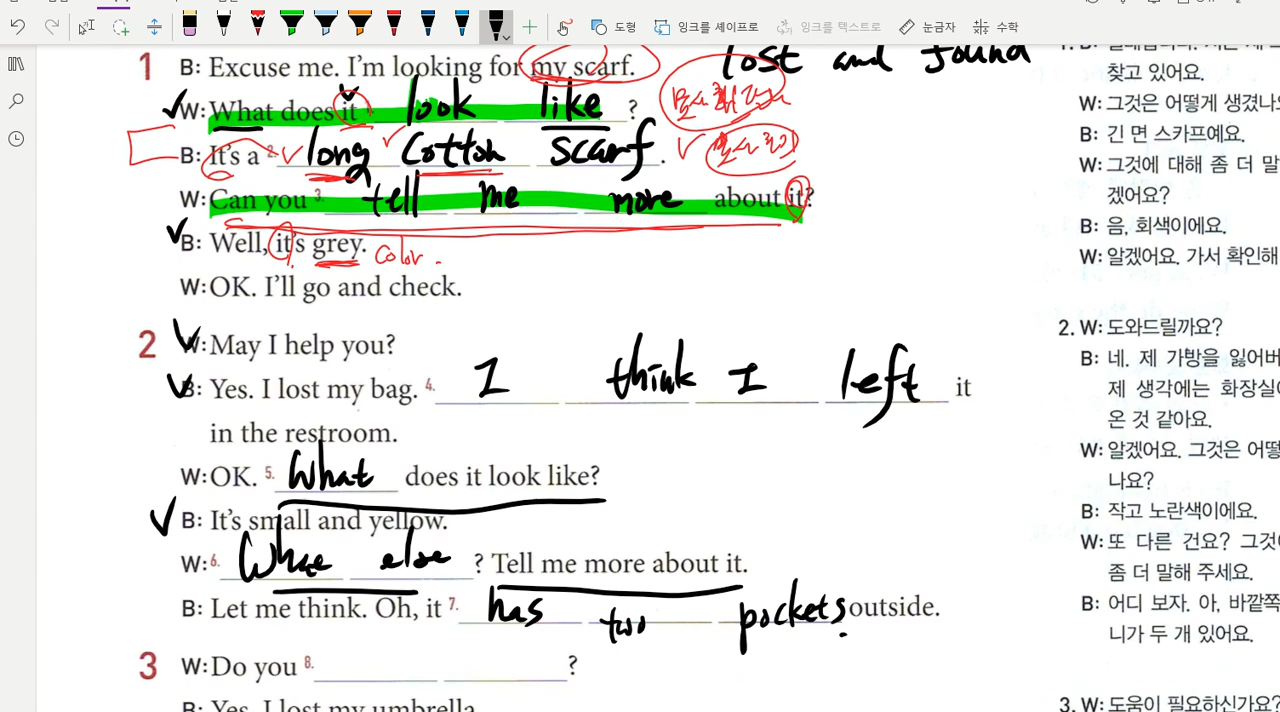 도형 잉크를 셰이프로 잉크를 텍스트로 눈금자 수학
lost and found
1 B: Excuse me. I'm looking for my scarf.
W: What does it look like ?
B: It's a 2. long cotton scarf.
W: Can you 3. tell me more about it?
B: Well, it's grey. color.
W: OK. I'll go and check.
2 W: May I help you?
B: Yes. I lost my bag. 4. I think I left it
in the restroom.
W: OK. 5. What does it look like?
B: It's small and yellow.
W: 6. What else ? Tell me more about it.
B: Let me think. Oh, it 7. has two pockets outside.
3 W: Do you 8. ?
B: Yes. I lost my umbrella.
찾고 있어요.
W: 그것은 어떻게 생겼나요
B: 긴 면 스카프예요.
W: 그것에 대해 좀 더 말
겠어요?
B: 음, 회색이에요.
W: 알겠어요. 가서 확인해
2. W: 도와드릴까요?
B: 네. 제 가방을 잃어버
제 생각에는 화장실에
온 것 같아요.
W: 알겠어요. 그것은 어떻
나요?
B: 작고 노란색이에요.
W: 또 다른 건요? 그것
좀 더 말해 주세요.
B: 어디 보자. 아, 바깥쪽
니가 두 개 있어요.
3. W: 도움이 필요하신가요?